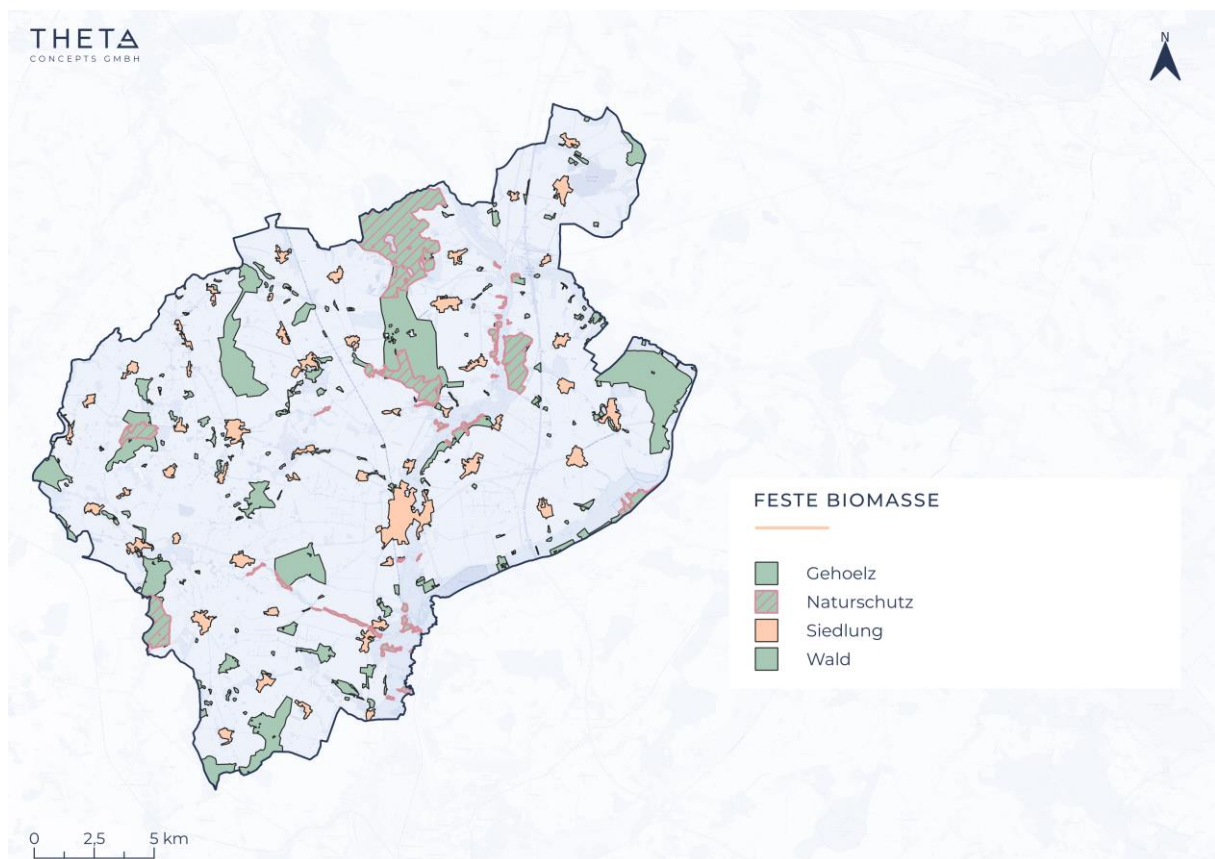 THETA
CONCEPTS GMBH
N
FESTE BIOMASSE
Gehoelz
Naturschutz
Siedlung
Wald
0 2,5 5 km